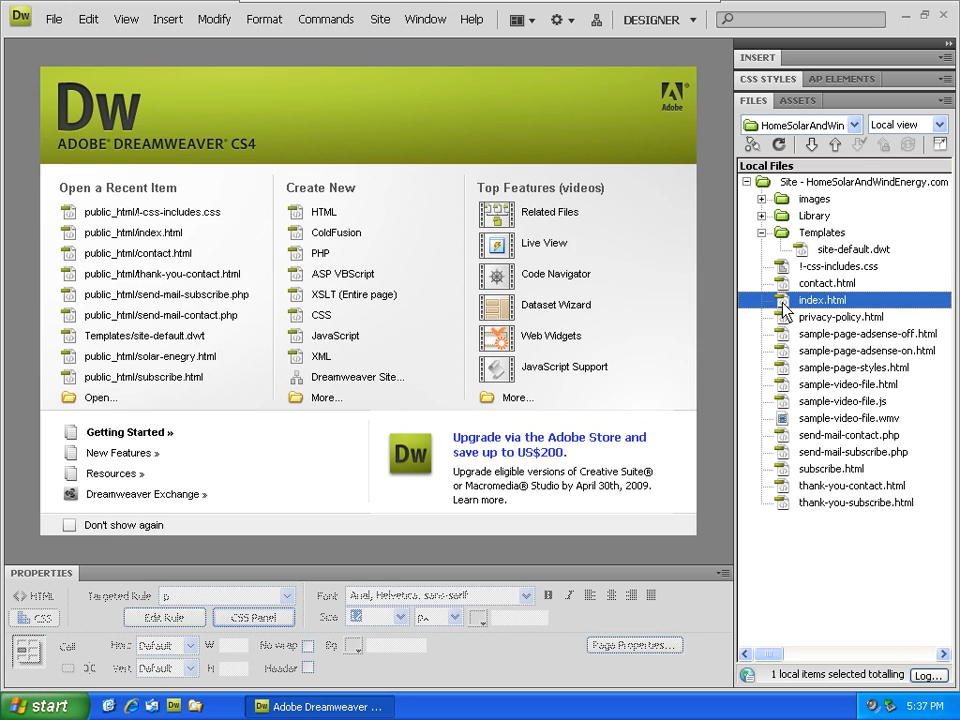 Dw File Edit View Insert Modify Format Commands Site Window Help DESIGNER
Dw
ADOBE® DREAMWEAVER® CS4
Adobe
Open a Recent Item
public_html/!-css-includes.css
public_html/index.html
public_html/contact.html
public_html/thank-you-contact.html
public_html/send-mail-subscribe.php
public_html/send-mail-contact.php
Templates/site-default.dwt
public_html/solar-enegry.html
public_html/subscribe.html
Open...
Create New
HTML
ColdFusion
PHP
ASP VBScript
XSLT (Entire page)
CSS
JavaScript
XML
Dreamweaver Site...
More...
Top Features (videos)
Related Files
Live View
Code Navigator
Dataset Wizard
Web Widgets
JavaScript Support
More...
Getting Started »
New Features »
Resources »
Dreamweaver Exchange »
Dw
Upgrade via the Adobe Store and
save up to US$200.
Upgrade eligible versions of Creative Suite®
or Macromedia® Studio by April 30th, 2009.
Learn more.
Don't show again
INSERT
CSS STYLES AP ELEMENTS
FILES ASSETS
HomeSolarAndWin Local view
Local Files
Site - HomeSolarAndWindEnergy.com
images
Library
Templates
site-default.dwt
!-css-includes.css
contact.html
index.html
privacy-policy.html
sample-page-adsense-off.html
sample-page-adsense-on.html
sample-page-styles.html
sample-video-file.html
sample-video-file.js
sample-video-file.wmv
send-mail-contact.php
send-mail-subscribe.php
subscribe.html
thank-you-contact.html
thank-you-subscribe.html
1 local items selected totalling Log...
PROPERTIES
<> HTML Targeted Rule p Font Arial, Helvetica, sans-serif B I
CSS Edit Rule CSS Panel Size px
Cell Horz Default W No wrap Bg Page Properties...
Vert Default H Header
start Dw Dw Adobe Dreamweaver ... 5:37 PM